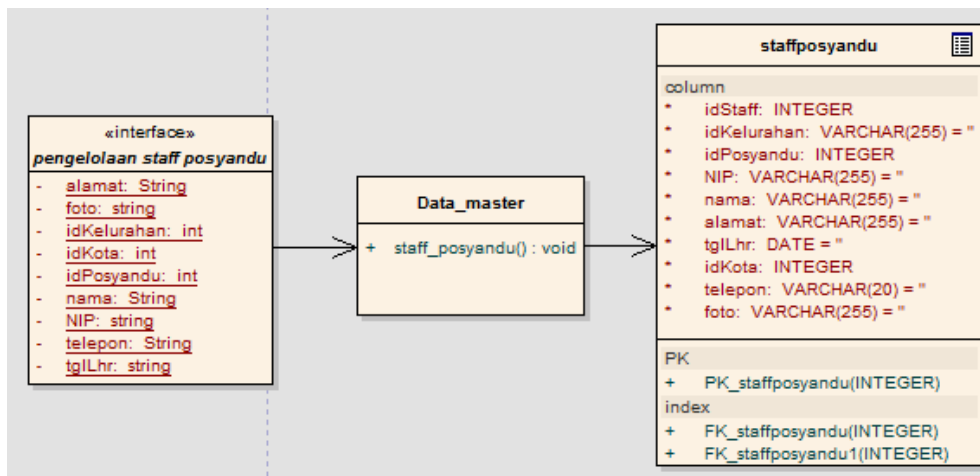 «interface»
pengelolaan staff posyandu
- alamat: String
- foto: string
- idKelurahan: int
- idKota: int
- idPosyandu: int
- nama: String
- NIP: string
- telepon: String
- tglLhr: string
Data_master
+ staff_posyandu() : void
staffposyandu
column
* idStaff: INTEGER
* idKelurahan: VARCHAR(255) = ''
* idPosyandu: INTEGER
* NIP: VARCHAR(255) = ''
* nama: VARCHAR(255) = ''
* alamat: VARCHAR(255) = ''
* tglLhr: DATE = ''
* idKota: INTEGER
* telepon: VARCHAR(20) = ''
* foto: VARCHAR(255) = ''
PK
+ PK_staffposyandu(INTEGER)
index
+ FK_staffposyandu(INTEGER)
+ FK_staffposyandu1(INTEGER)